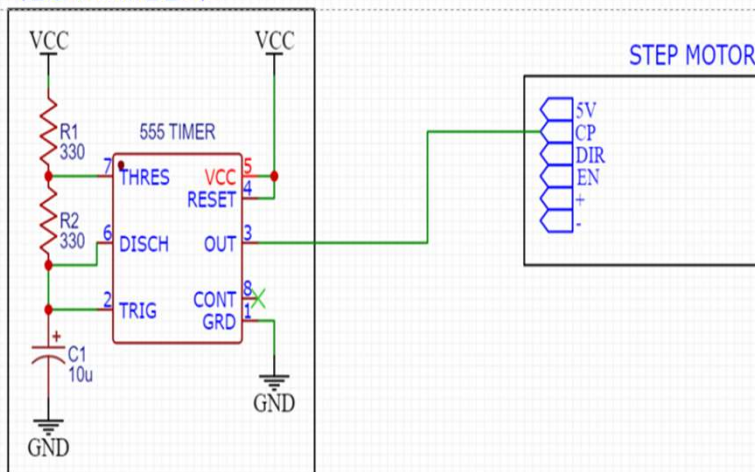 VCC
VCC
R1
330
R2
330
C1
10u
GND
555 TIMER
7
THRES
6
DISCH
2
TRIG
VCC
5
RESET
4
OUT
3
CONT
8
GRD
1
GND
+
STEP MOTOR
5V
CP
DIR
EN
+
-